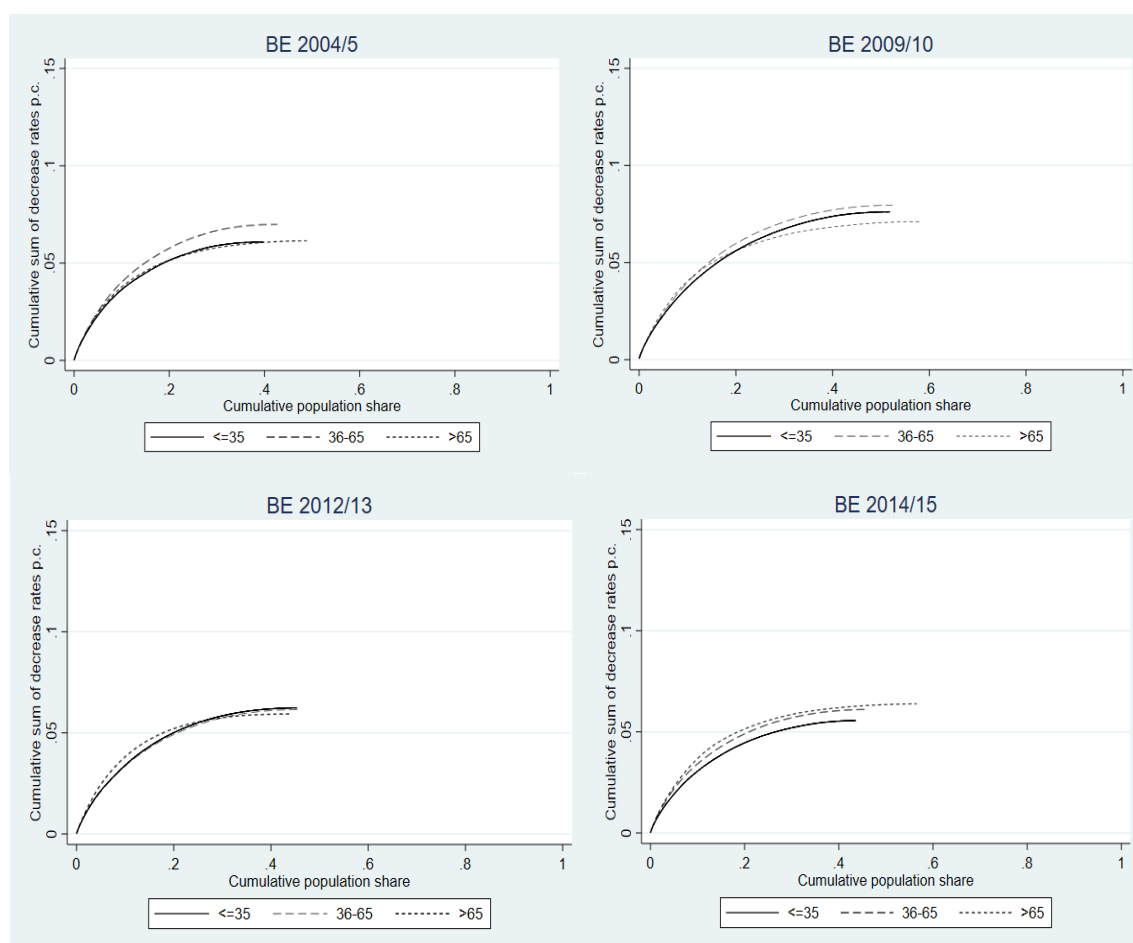 BE 2004/5
Cumulative sum of decrease rates p.c.
.15
.1
.05
0
0 .2 .4 .6 .8 1
Cumulative population share
<=35 36-65 >65
BE 2009/10
Cumulative sum of decrease rates p.c.
.15
.1
.05
0
0 .2 .4 .6 .8 1
Cumulative population share
<=35 36-65 >65
BE 2012/13
Cumulative sum of decrease rates p.c.
.15
.1
.05
0
0 .2 .4 .6 .8 1
Cumulative population share
<=35 36-65 >65
BE 2014/15
Cumulative sum of decrease rates p.c.
.15
.1
.05
0
0 .2 .4 .6 .8 1
Cumulative population share
<=35 36-65 >65